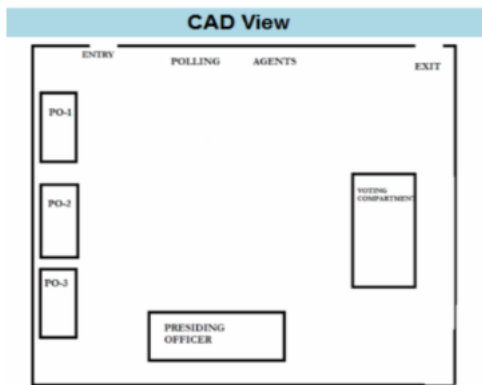 CAD View
ENTRY
POLLING AGENTS
EXIT
PO-1
PO-2
VOTING
COMPARTMENT
PO-3
PRESIDING
OFFICER